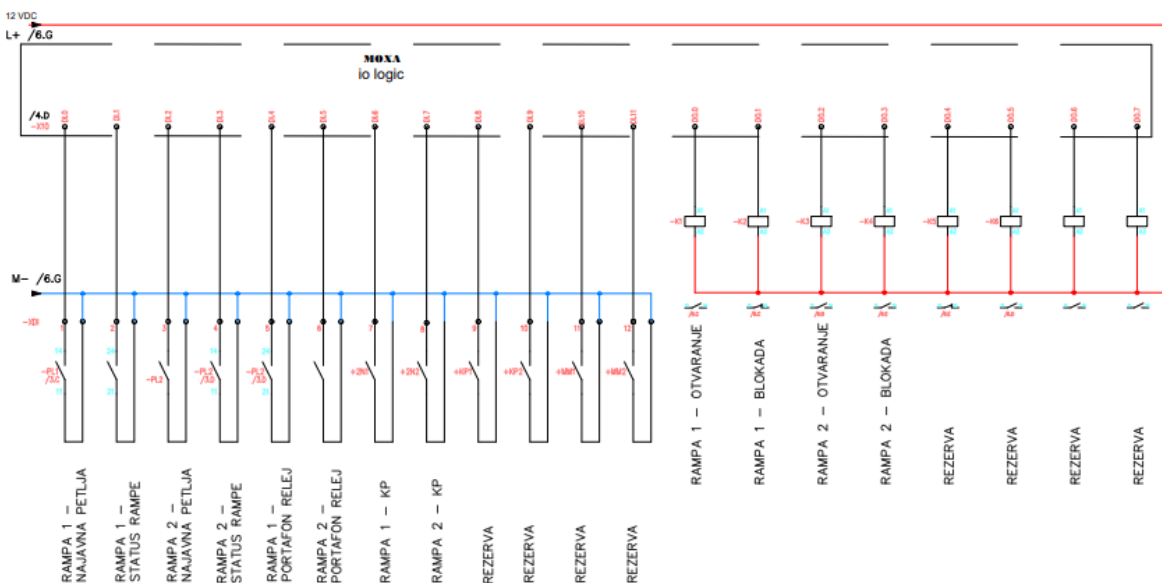 12 VDC
L+ /6.G
MOXA
io logic
/4.D
DI.0
DI.1
DI.2
DI.3
DI.4
DI.5
DI.6
DI.7
DI.8
DI.9
DI.10
DI.11
DO.0
DO.1
DO.2
DO.3
DO.4
DO.5
DO.6
DO.7
-K1
-K2
-K3
-K4
-K5
-K6
M- /6.G
-XDI
1
2
3
4
5
6
7
8
9
10
11
12
14
24
14
24
-PL1
/3.C
-PL2
-PL2
/3.D
-PL2
/3.D
+2N1
+2N2
+KP1
+KP2
+MM1
+MM2
RAMPA 1 – NAJAVNA PETLJA
RAMPA 1 – STATUS RAMPE
RAMPA 2 – NAJAVNA PETLJA
RAMPA 2 – STATUS RAMPE
RAMPA 1 – PORTAFON RELEJ
RAMPA 2 – PORTAFON RELEJ
RAMPA 1 – KP
RAMPA 2 – KP
REZERVA
REZERVA
REZERVA
REZERVA
RAMPA 1 – OTVARANJE
RAMPA 1 – BLOKADA
RAMPA 2 – OTVARANJE
RAMPA 2 – BLOKADA
REZERVA
REZERVA
REZERVA
REZERVA